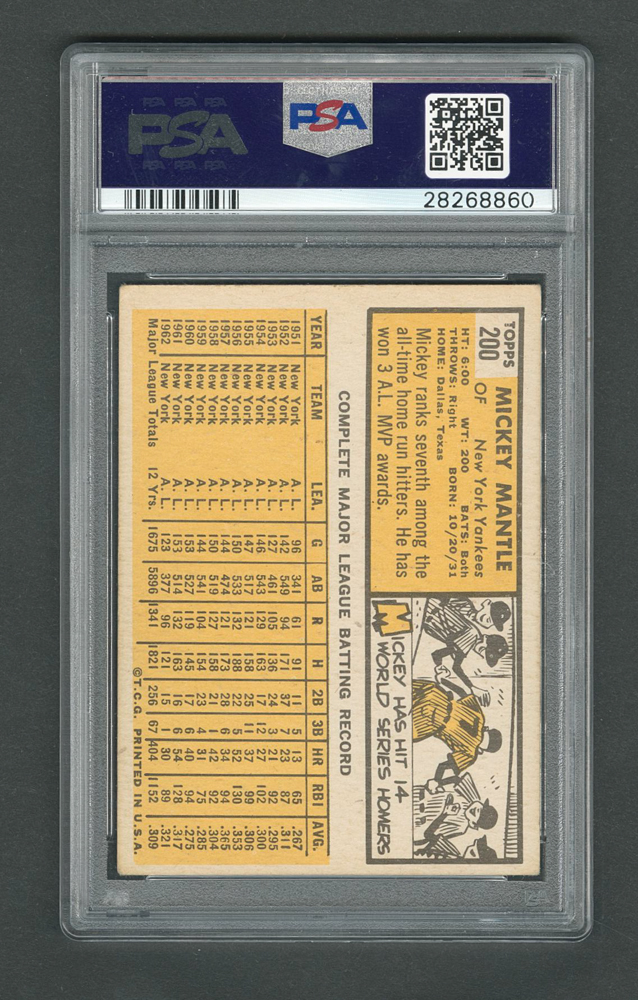 PSA PSA PSA
PSA
PSA PSA PSA
PSA
28268860
TOPPS
200
MICKEY MANTLE
OF New York Yankees
HT: 6:00 WT: 200 BATS: Both
THROWS: Right BORN: 10/20/31
HOME: Dallas, Texas
Mickey ranks seventh among the
all-time home run hitters. He has
won 3 A.L. MVP awards.
7
MICKEY HAS HIT 14
WORLD SERIES HOMERS
COMPLETE MAJOR LEAGUE BATTING RECORD
YEAR TEAM LEA. G AB R H 2B 3B HR RBI AVG.
1951 New York A. L. 96 341 61 91 11 5 13 65 .267
1952 New York A. L. 142 549 94 171 37 7 23 87 .311
1953 New York A. L. 127 461 105 136 24 3 21 92 .295
1954 New York A. L. 146 543 129 163 17 12 27 102 .300
1955 New York A. L. 147 517 121 158 25 11 37 99 .306
1956 New York A. L. 150 533 132 188 22 5 52 130 .353
1957 New York A. L. 144 474 121 173 28 6 34 94 .365
1958 New York A. L. 150 519 127 158 21 1 42 97 .304
1959 New York A. L. 144 541 104 154 23 4 31 75 .285
1960 New York A. L. 153 527 119 145 17 6 40 94 .275
1961 New York A. L. 153 514 132 163 16 6 54 128 .317
1962 New York A. L. 123 377 96 121 15 1 30 89 .321
Major League Totals 12 Yrs. 1675 5896 1341 1821 256 67 404 1152 .309
©T.C.G. PRINTED IN U.S.A.